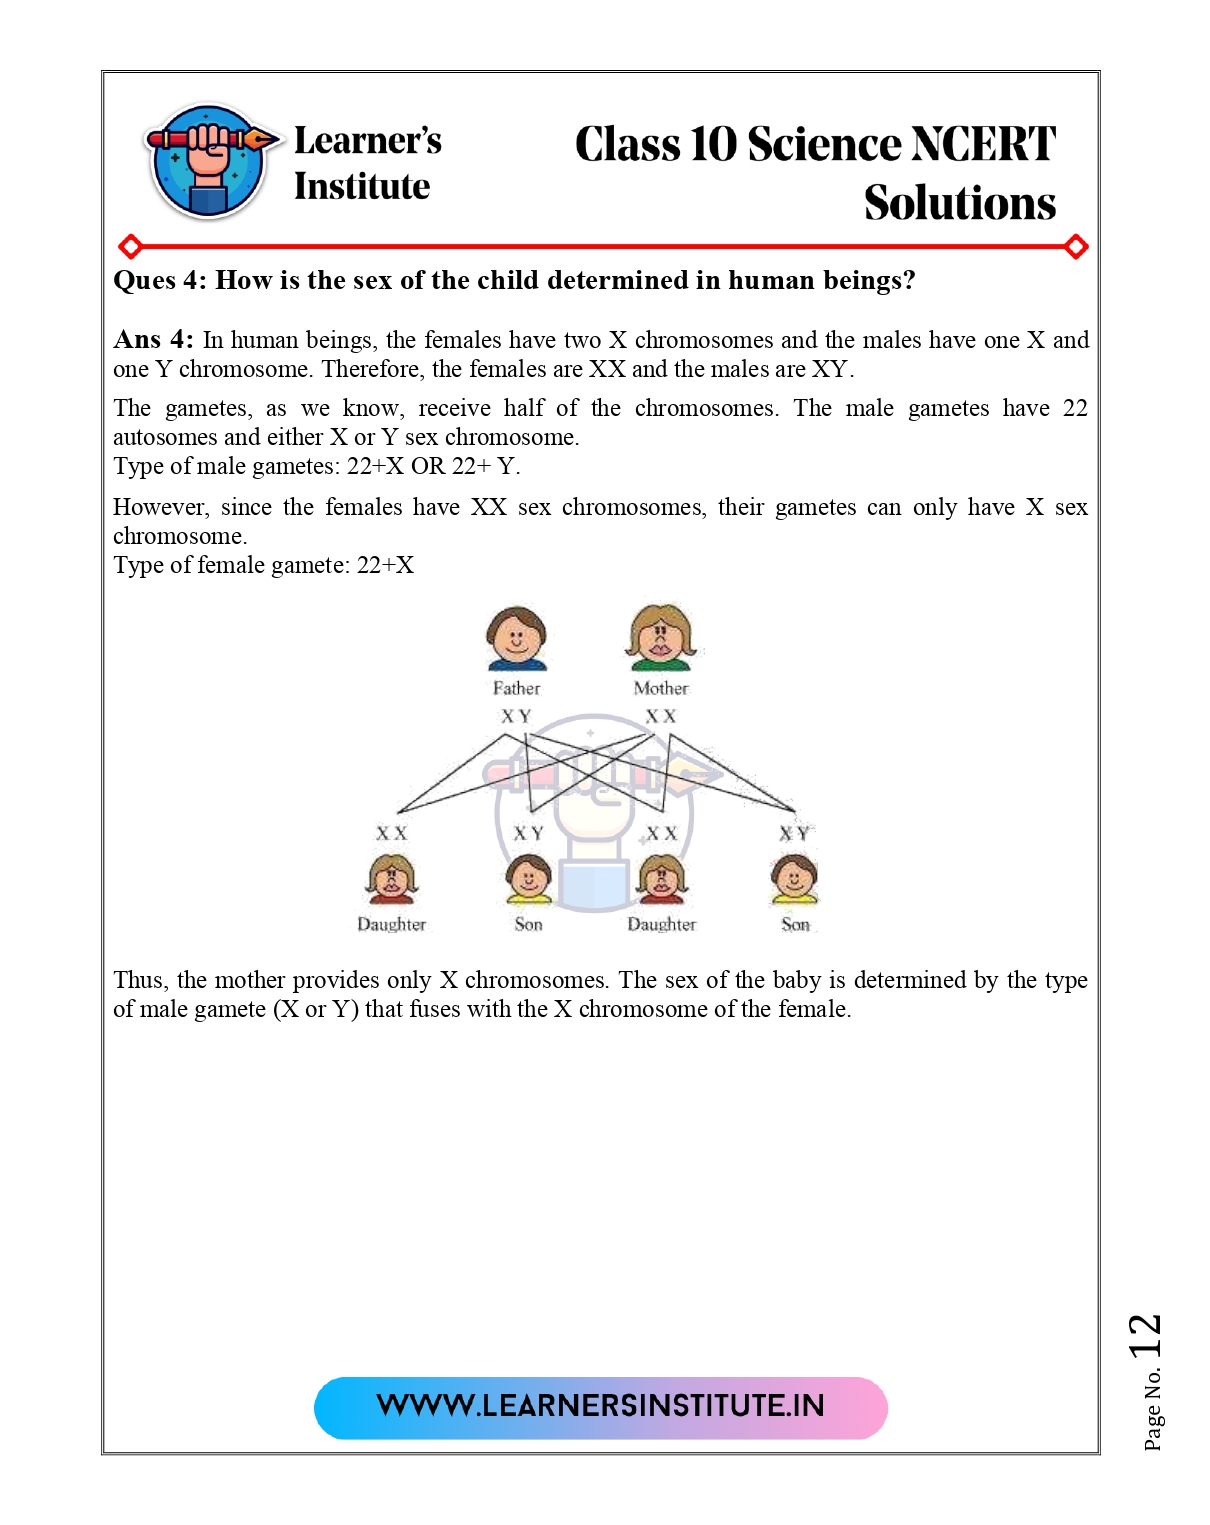 Learner's
Institute
Class 10 Science NCERT
Solutions
Ques 4: How is the sex of the child determined in human beings?
Ans 4: In human beings, the females have two X chromosomes and the males have one X and
one Y chromosome. Therefore, the females are XX and the males are XY.
The gametes, as we know, receive half of the chromosomes. The male gametes have 22
autosomes and either X or Y sex chromosome.
Type of male gametes: 22+X OR 22+ Y.
However, since the females have XX sex chromosomes, their gametes can only have X sex
chromosome.
Type of female gamete: 22+X
Father Mother
X Y X X
X X X Y X X X Y
Daughter Son Daughter Son
Thus, the mother provides only X chromosomes. The sex of the baby is determined by the type
of male gamete (X or Y) that fuses with the X chromosome of the female.
WWW.LEARNERSINSTITUTE.IN
Page No. 12